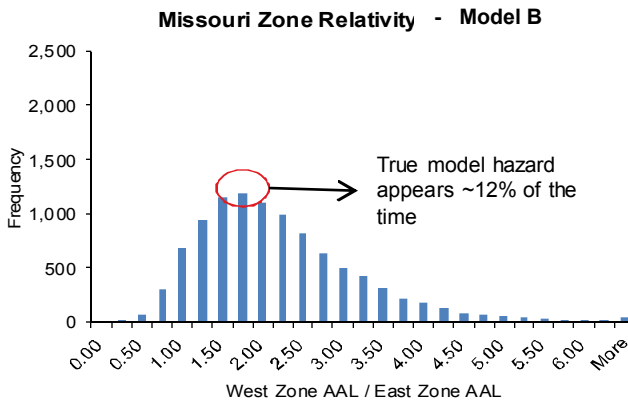 Missouri Zone Relativity - Model B
2,500
2,000
1,500
1,000
500
0
Frequency
True model hazard
appears ~12% of the
time
0.00 0.50 1.00 1.50 2.00 2.50 3.00 3.50 4.00 4.50 5.00 5.50 6.00 More
West Zone AAL / East Zone AAL